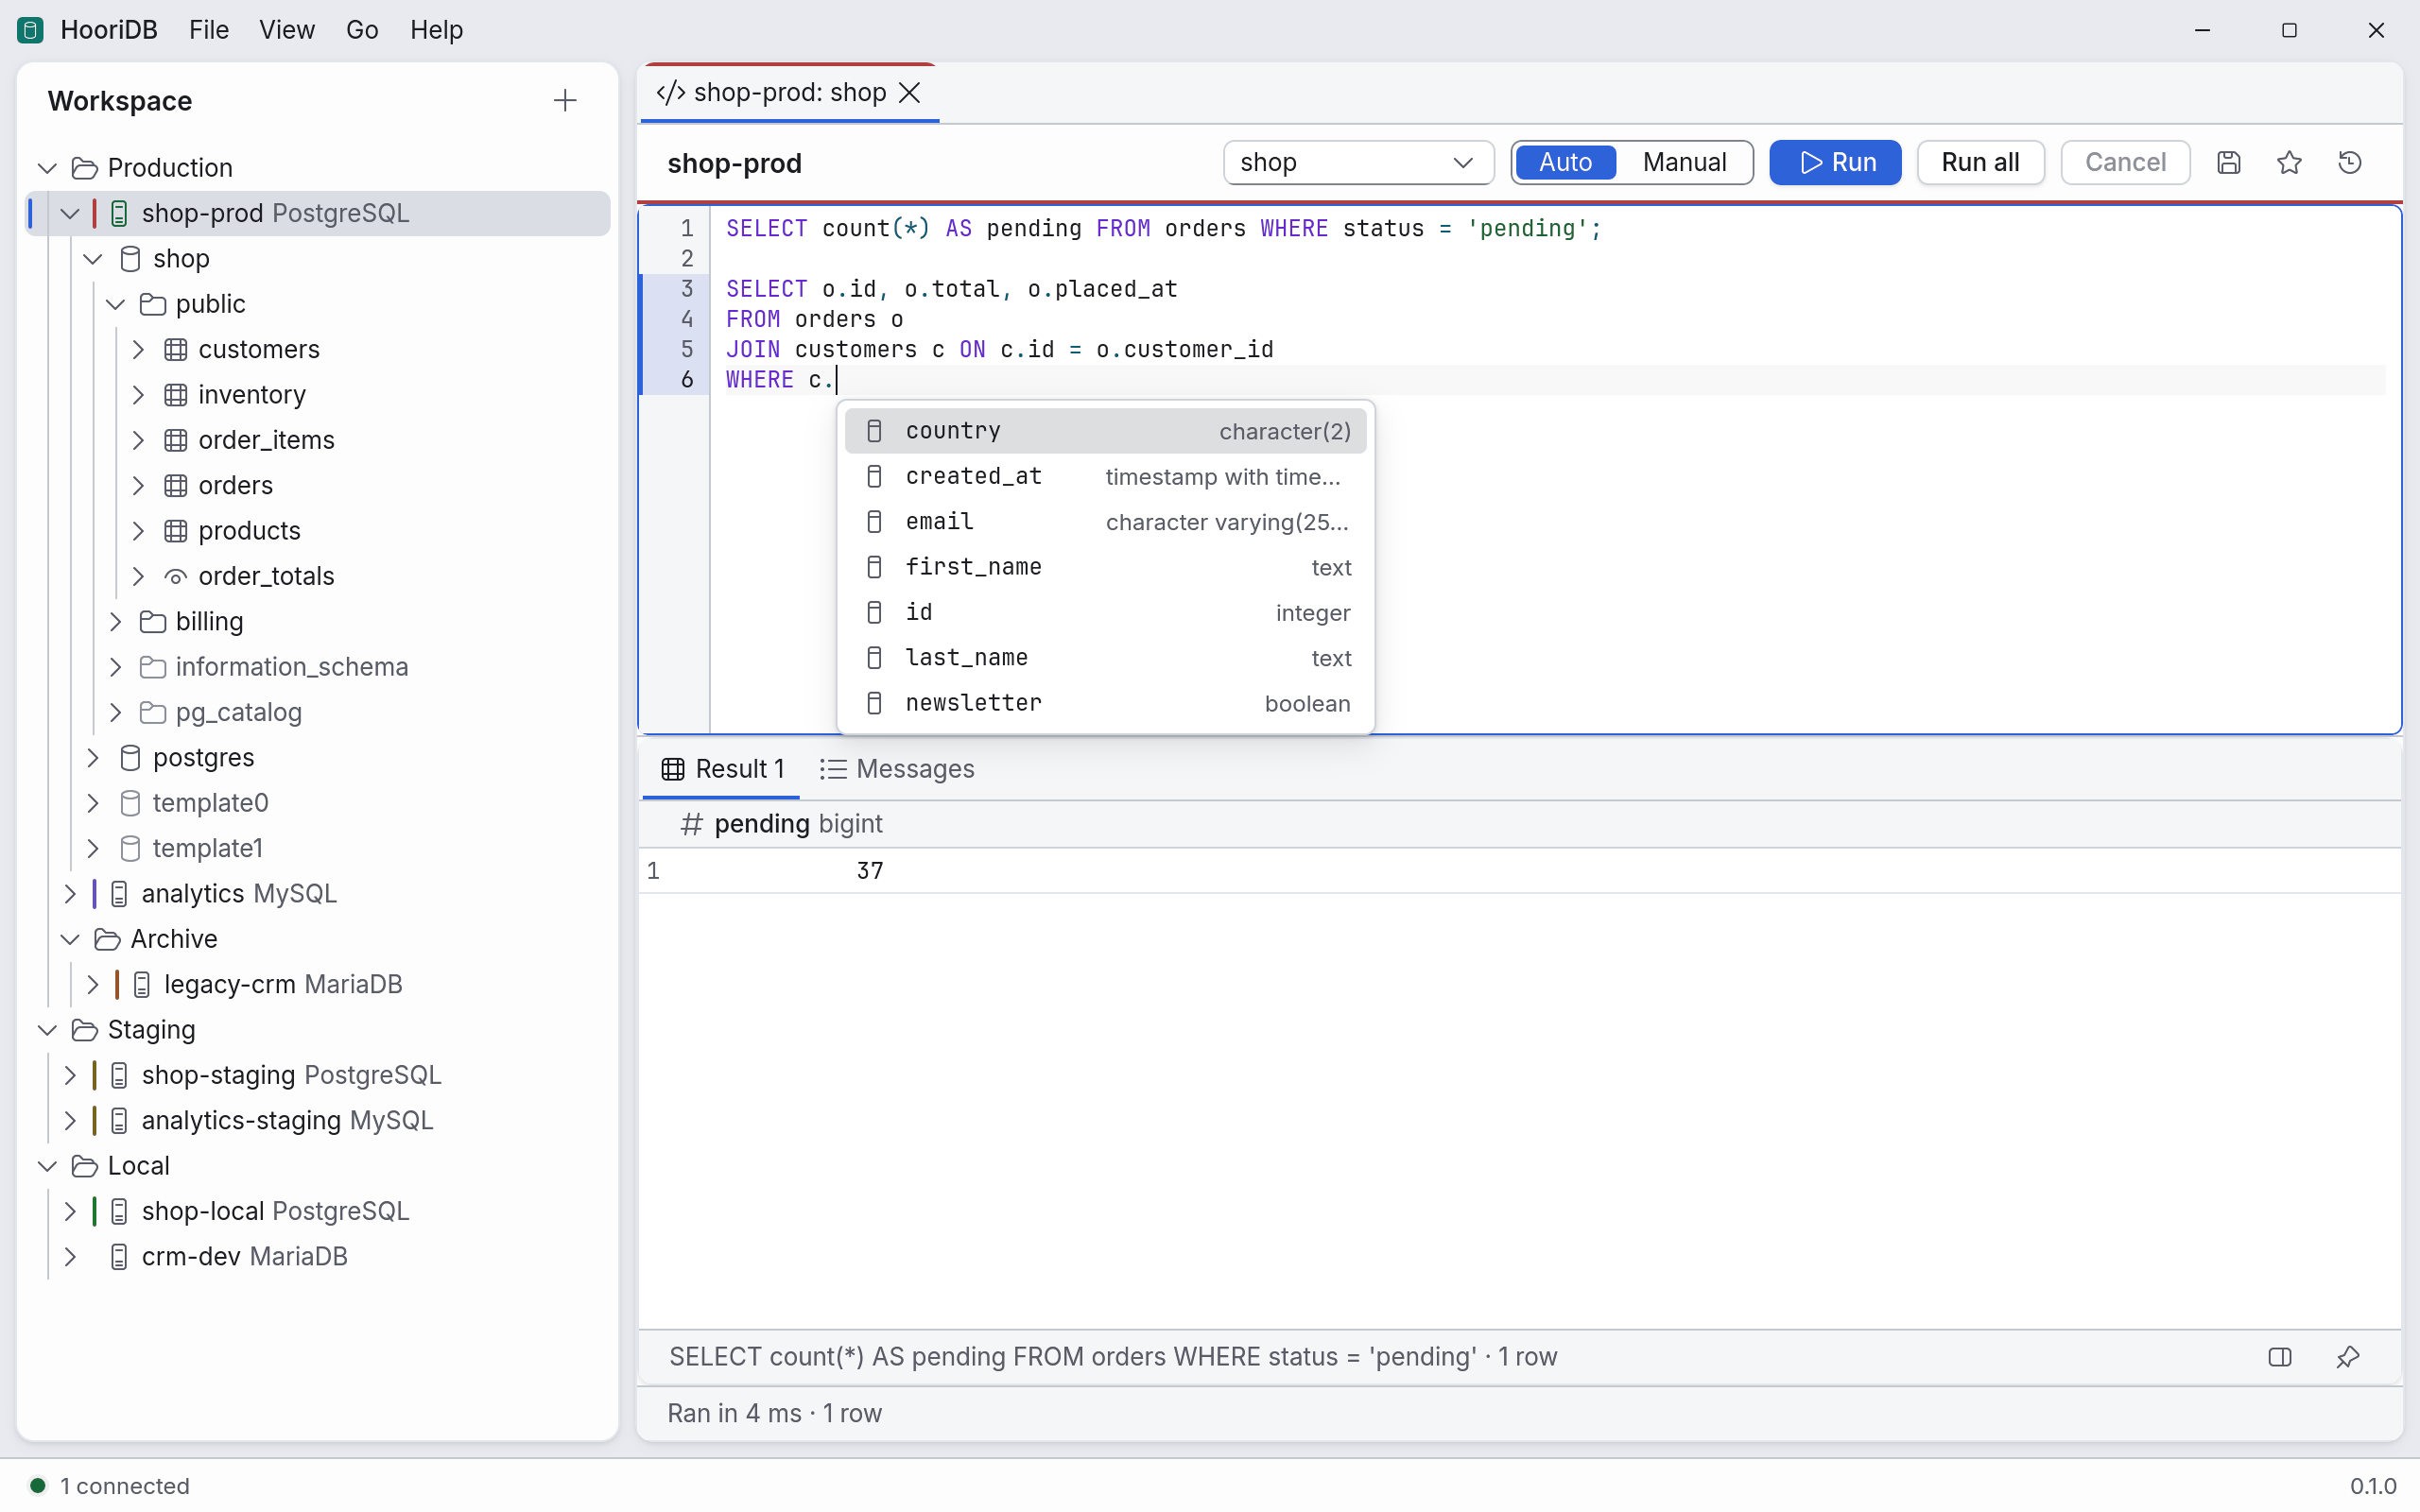 HooriDB File View Go Help
Workspace
Production
shop-prod PostgreSQL
shop
public
customers
inventory
order_items
orders
products
order_totals
billing
information_schema
pg_catalog
postgres
template0
template1
analytics MySQL
Archive
legacy-crm MariaDB
Staging
shop-staging PostgreSQL
analytics-staging MySQL
Local
shop-local PostgreSQL
crm-dev MariaDB
shop-prod: shop
shop-prod shop Auto Manual Run Run all Cancel
1 SELECT count(*) AS pending FROM orders WHERE status = 'pending';
2
3 SELECT o.id, o.total, o.placed_at
4 FROM orders o
5 JOIN customers c ON c.id = o.customer_id
6 WHERE c.
country character(2)
created_at timestamp with time...
email character varying(25...
first_name text
id integer
last_name text
newsletter boolean
Result 1 Messages
# pending bigint
1 37
SELECT count(*) AS pending FROM orders WHERE status = 'pending' · 1 row
Ran in 4 ms · 1 row
1 connected 0.1.0